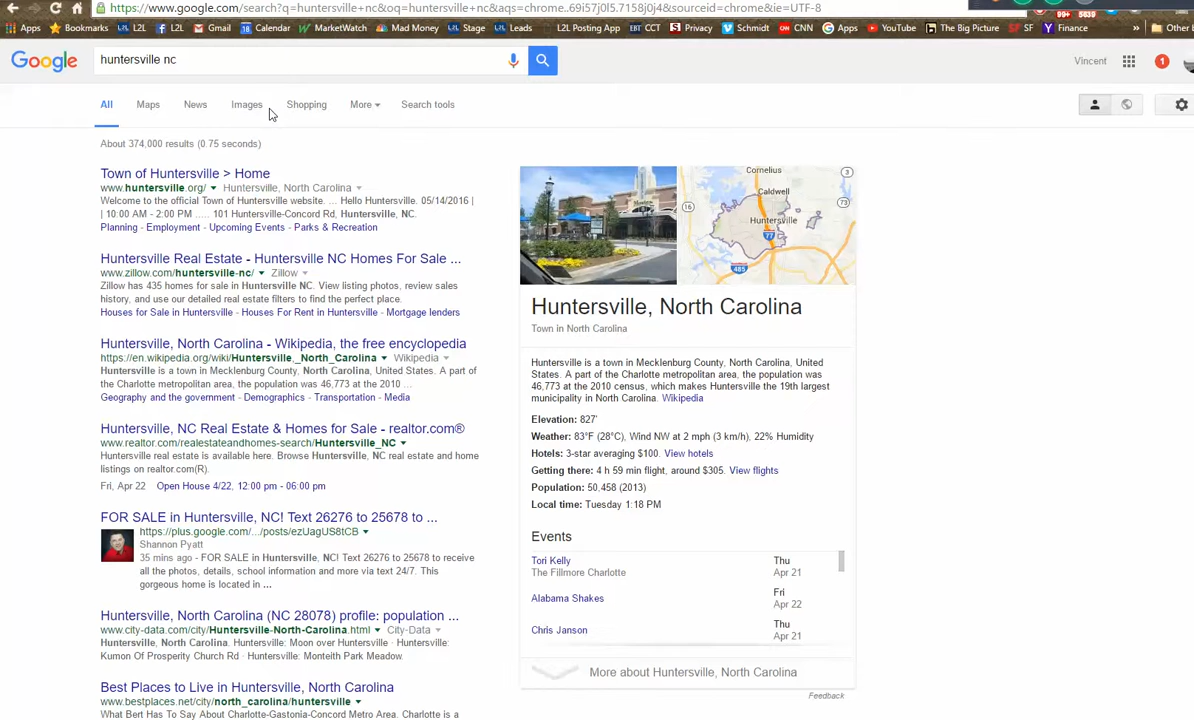 https://www.google.com/search?q=huntersville+nc&oq=huntersville+nc&aqs=chrome..69i57j0l5.7158j0j4&sourceid=chrome&ie=UTF-8
Apps Bookmarks L2L L2L Gmail 18 Calendar MarketWatch Mad Money Stage Leads L2L Posting App EBT CCT Privacy Schmidt CNN Apps YouTube The Big Picture SF Finance » Other
99+ 5639
Google huntersville nc Vincent 1
All Maps News Images Shopping More Search tools
About 374,000 results (0.75 seconds)
Town of Huntersville > Home
www.huntersville.org/ Huntersville, North Carolina
Welcome to the official Town of Huntersville website. ... Hello Huntersville. 05/14/2016 |
| 10:00 AM - 2:00 PM ..... 101 Huntersville-Concord Rd, Huntersville, NC.
Planning - Employment - Upcoming Events - Parks & Recreation
Huntersville Real Estate - Huntersville NC Homes For Sale ...
www.zillow.com/huntersville-nc/ Zillow
Zillow has 435 homes for sale in Huntersville NC. View listing photos, review sales
history, and use our detailed real estate filters to find the perfect place.
Houses for Sale in Huntersville - Houses For Rent in Huntersville - Mortgage lenders
Huntersville, North Carolina - Wikipedia, the free encyclopedia
https://en.wikipedia.org/wiki/Huntersville,_North_Carolina Wikipedia
Huntersville is a town in Mecklenburg County, North Carolina, United States. A part of
the Charlotte metropolitan area, the population was 46,773 at the 2010 ...
Geography and the government - Demographics - Transportation - Media
Huntersville, NC Real Estate & Homes for Sale - realtor.com®
www.realtor.com/realestateandhomes-search/Huntersville_NC
Huntersville real estate is available here. Browse Huntersville, NC real estate and home
listings on realtor.com(R).
Fri, Apr 22 Open House 4/22, 12:00 pm - 06:00 pm
FOR SALE in Huntersville, NC! Text 26276 to 25678 to ...
https://plus.google.com/.../posts/ezUagUS8tCB
Shannon Pyatt
35 mins ago - FOR SALE in Huntersville, NC! Text 26276 to 25678 to receive
all the photos, details, school information and more via text 24/7. This
gorgeous home is located in ...
Huntersville, North Carolina (NC 28078) profile: population ...
www.city-data.com/city/Huntersville-North-Carolina.html City-Data
Huntersville, North Carolina. Huntersville: Moon over Huntersville · Huntersville:
Kumon Of Prosperity Church Rd · Huntersville: Monteith Park Meadow.
Best Places to Live in Huntersville, North Carolina
www.bestplaces.net/city/north_carolina/huntersville
What Bert Has To Say About Charlotte-Gastonia-Concord Metro Area. Charlotte is a
Cornelius
3
Caldwell
16
73
Huntersville
77
485
Huntersville, North Carolina
Town in North Carolina
Huntersville is a town in Mecklenburg County, North Carolina, United
States. A part of the Charlotte metropolitan area, the population was
46,773 at the 2010 census, which makes Huntersville the 19th largest
municipality in North Carolina. Wikipedia
Elevation: 827'
Weather: 83°F (28°C), Wind NW at 2 mph (3 km/h), 22% Humidity
Hotels: 3-star averaging $100. View hotels
Getting there: 4 h 59 min flight, around $305. View flights
Population: 50,458 (2013)
Local time: Tuesday 1:18 PM
Events
Tori Kelly Thu
The Fillmore Charlotte Apr 21
Alabama Shakes Fri
Apr 22
Chris Janson Thu
Apr 21
More about Huntersville, North Carolina
Feedback